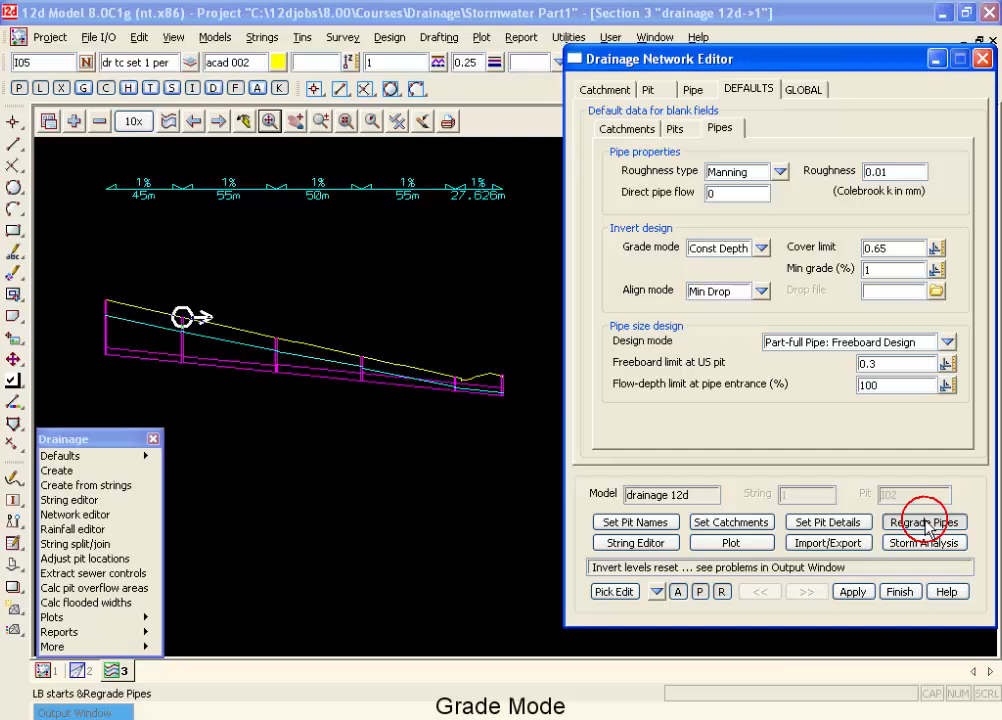 12d Model 8.0C1g (nt.x86) - Project "C:\12djobs\8.00\Courses\Drainage\Stormwater Part1" - [Section 3 "drainage 12d->1"]
Project File I/O Edit View Models Strings Tins Survey Design Drafting Plot Report Utilities User Window Help
I05 N dr tc set 1 per acad 002 1 0.25
P L X G C H T S I D F A K
10x
1% 1% 1% 1% 1%
45m 55m 50m 55m 27.626m
Drainage
Defaults
Create
Create from strings
String editor
Network editor
Rainfall editor
String split/join
Adjust pit locations
Extract sewer controls
Calc pit overflow areas
Calc flooded widths
Plots
Reports
More
Drainage Network Editor
Catchment Pit Pipe DEFAULTS GLOBAL
Default data for blank fields
Catchments Pits Pipes
Pipe properties
Roughness type Manning Roughness 0.01
Direct pipe flow 0 (Colebrook k in mm)
Invert design
Grade mode Const Depth Cover limit 0.65
Min grade (%) 1
Align mode Min Drop Drop file
Pipe size design
Design mode Part-full Pipe: Freeboard Design
Freeboard limit at US pit 0.3
Flow-depth limit at pipe entrance (%) 100
Model drainage 12d String 1 Pit I02
Set Pit Names Set Catchments Set Pit Details Regrade Pipes
String Editor Plot Import/Export Storm Analysis
Invert levels reset ... see problems in Output Window
Pick Edit A P R << >> Apply Finish Help
1 2 3
LB starts &Regrade Pipes
CAP NUM SCRL
Output Window
Grade Mode